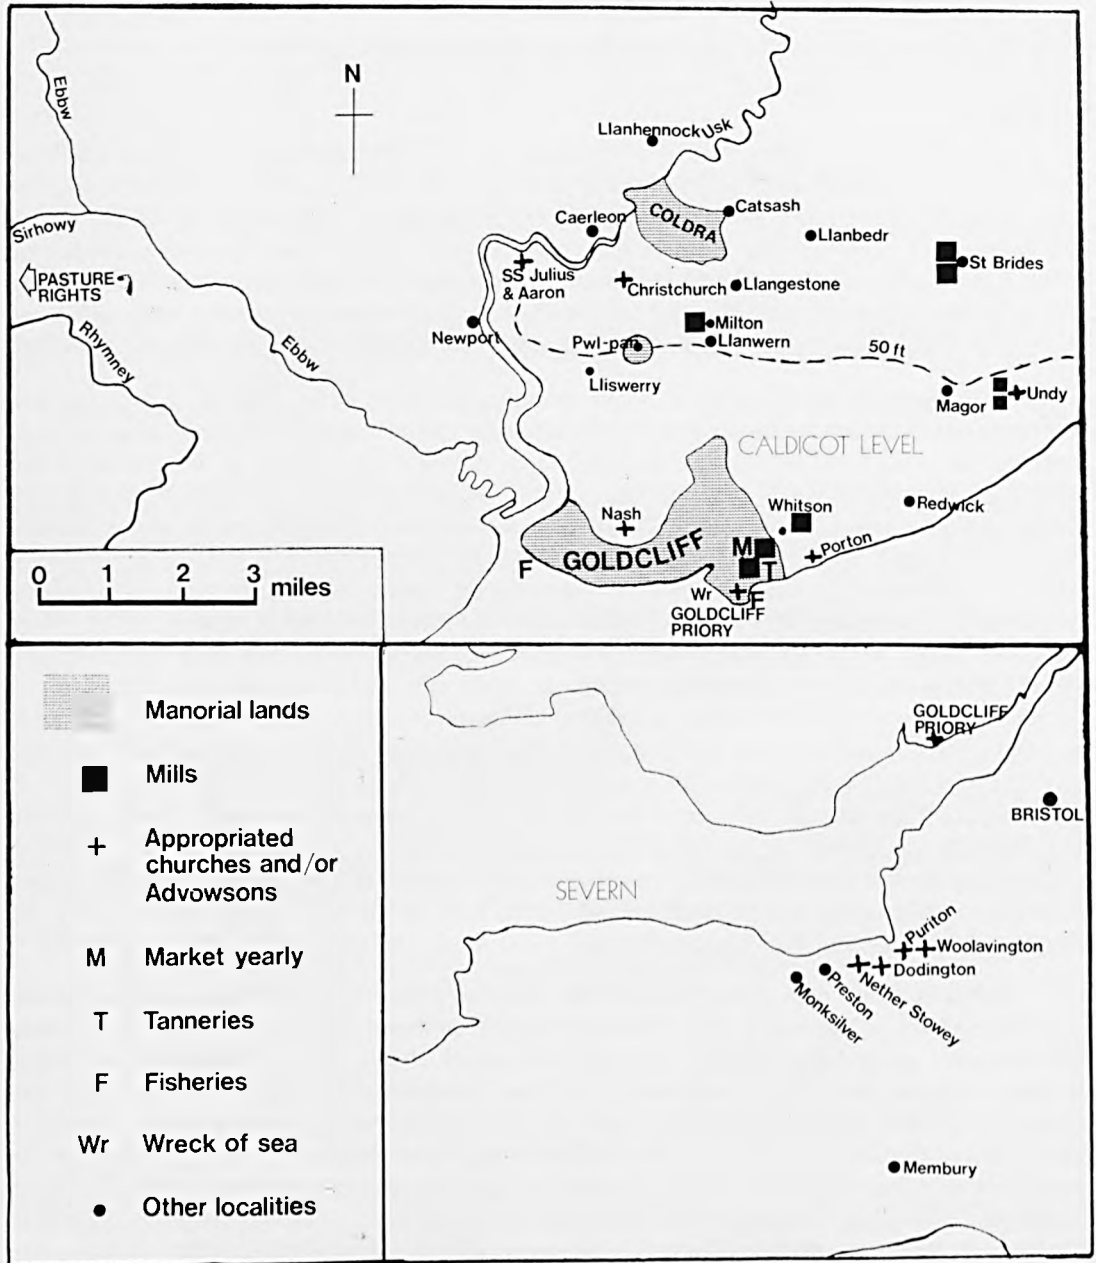 N
Ebbw
Llanhennock
Usk
Sirhowy
Caerleon
COLDRA
Catsash
Llanbedr
St Brides
PASTURE
RIGHTS
SS Julius
& Aaron
Christchurch
Llangestone
Rhymney
Ebbw
Newport
Pwl-pan
Milton
Llanwern
50 ft
Lliswerry
Magor
Undy
CALDICOT LEVEL
Nash
Whitson
Redwick
GOLDCLIFF
M
T
Porton
F
Wr
F
GOLDCLIFF
PRIORY
0 1 2 3 miles
Manorial lands
Mills
Appropriated
churches and/or
Advowsons
M Market yearly
T Tanneries
F Fisheries
Wr Wreck of sea
Other localities
GOLDCLIFF
PRIORY
BRISTOL
SEVERN
Puriton
Woolavington
Dodington
Nether Stowey
Preston
Monksilver
Membury